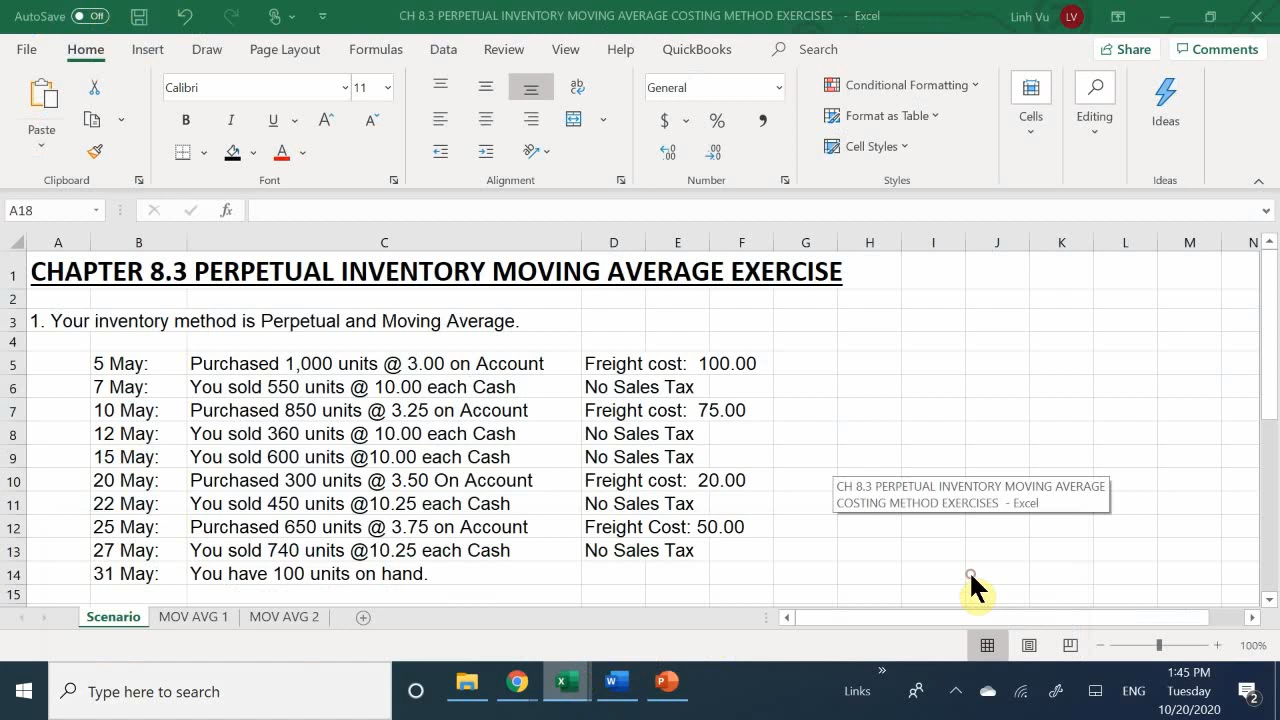 AutoSave Off CH 8.3 PERPETUAL INVENTORY MOVING AVERAGE COSTING METHOD EXERCISES - Excel Linh Vu LV
File Home Insert Draw Page Layout Formulas Data Review View Help QuickBooks Search Share Comments
Calibri 11 General Conditional Formatting
Format as Table
Cell Styles
Paste B I U A A $ % Cells Editing Ideas
Clipboard Font Alignment Number Styles Ideas
A18 fx
A B C D E F G H I J K L M N
1 CHAPTER 8.3 PERPETUAL INVENTORY MOVING AVERAGE EXERCISE
2
3 1. Your inventory method is Perpetual and Moving Average.
4
5 5 May: Purchased 1,000 units @ 3.00 on Account Freight cost: 100.00
6 7 May: You sold 550 units @ 10.00 each Cash No Sales Tax
7 10 May: Purchased 850 units @ 3.25 on Account Freight cost: 75.00
8 12 May: You sold 360 units @ 10.00 each Cash No Sales Tax
9 15 May: You sold 600 units @10.00 each Cash No Sales Tax
10 20 May: Purchased 300 units @ 3.50 On Account Freight cost: 20.00
11 22 May: You sold 450 units @10.25 each Cash No Sales Tax
12 25 May: Purchased 650 units @ 3.75 on Account Freight Cost: 50.00
13 27 May: You sold 740 units @10.25 each Cash No Sales Tax
14 31 May: You have 100 units on hand.
15
CH 8.3 PERPETUAL INVENTORY MOVING AVERAGE
COSTING METHOD EXERCISES - Excel
Scenario MOV AVG 1 MOV AVG 2
100%
Type here to search Links ENG 1:45 PM
Tuesday
10/20/2020 2